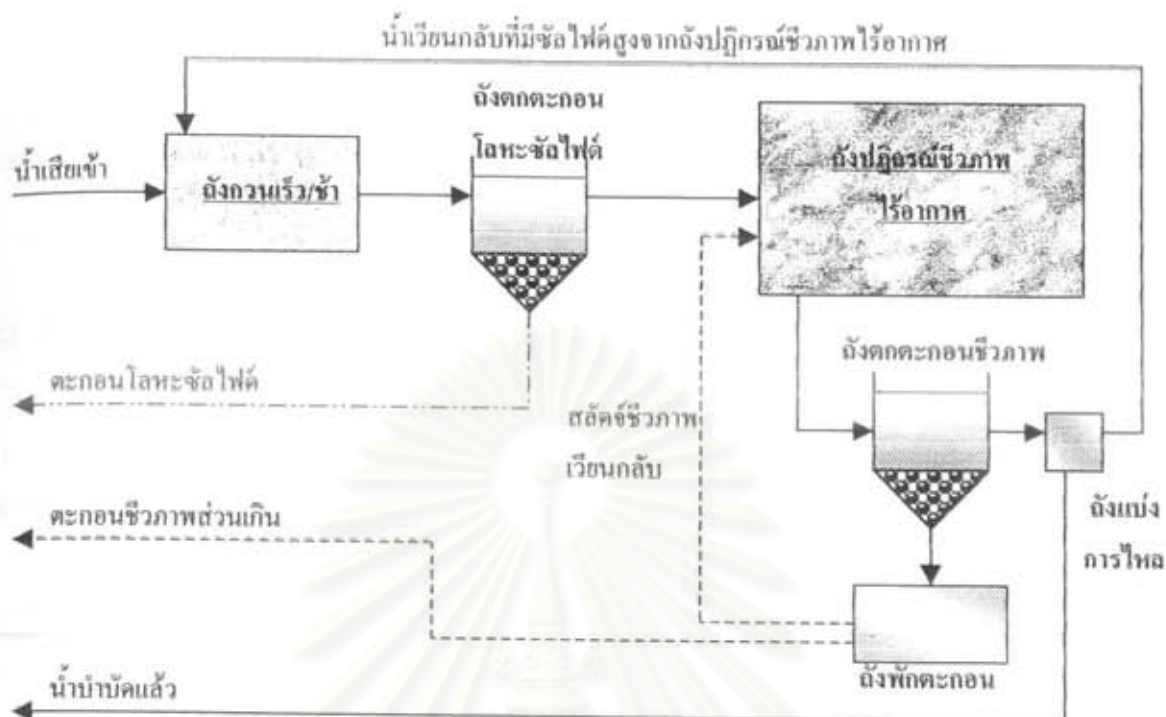 น้ำเวียนกลับที่มีซัลไฟด์สูงจากถังปฏิกรณ์ชีวภาพไร้อากาศ
ถังตกตะกอน
โลหะซัลไฟด์
น้ำเสียเข้า
ถังกวนเร็ว/ช้า
ถังปฏิกรณ์ชีวภาพ
ไร้อากาศ
ถังตกตะกอนชีวภาพ
ตะกอนโลหะซัลไฟด์
สลัดจ์ชีวภาพ
เวียนกลับ
ตะกอนชีวภาพส่วนเกิน
ถังแบ่ง
การไหล
ถังพักตะกอน
น้ำบำบัดแล้ว